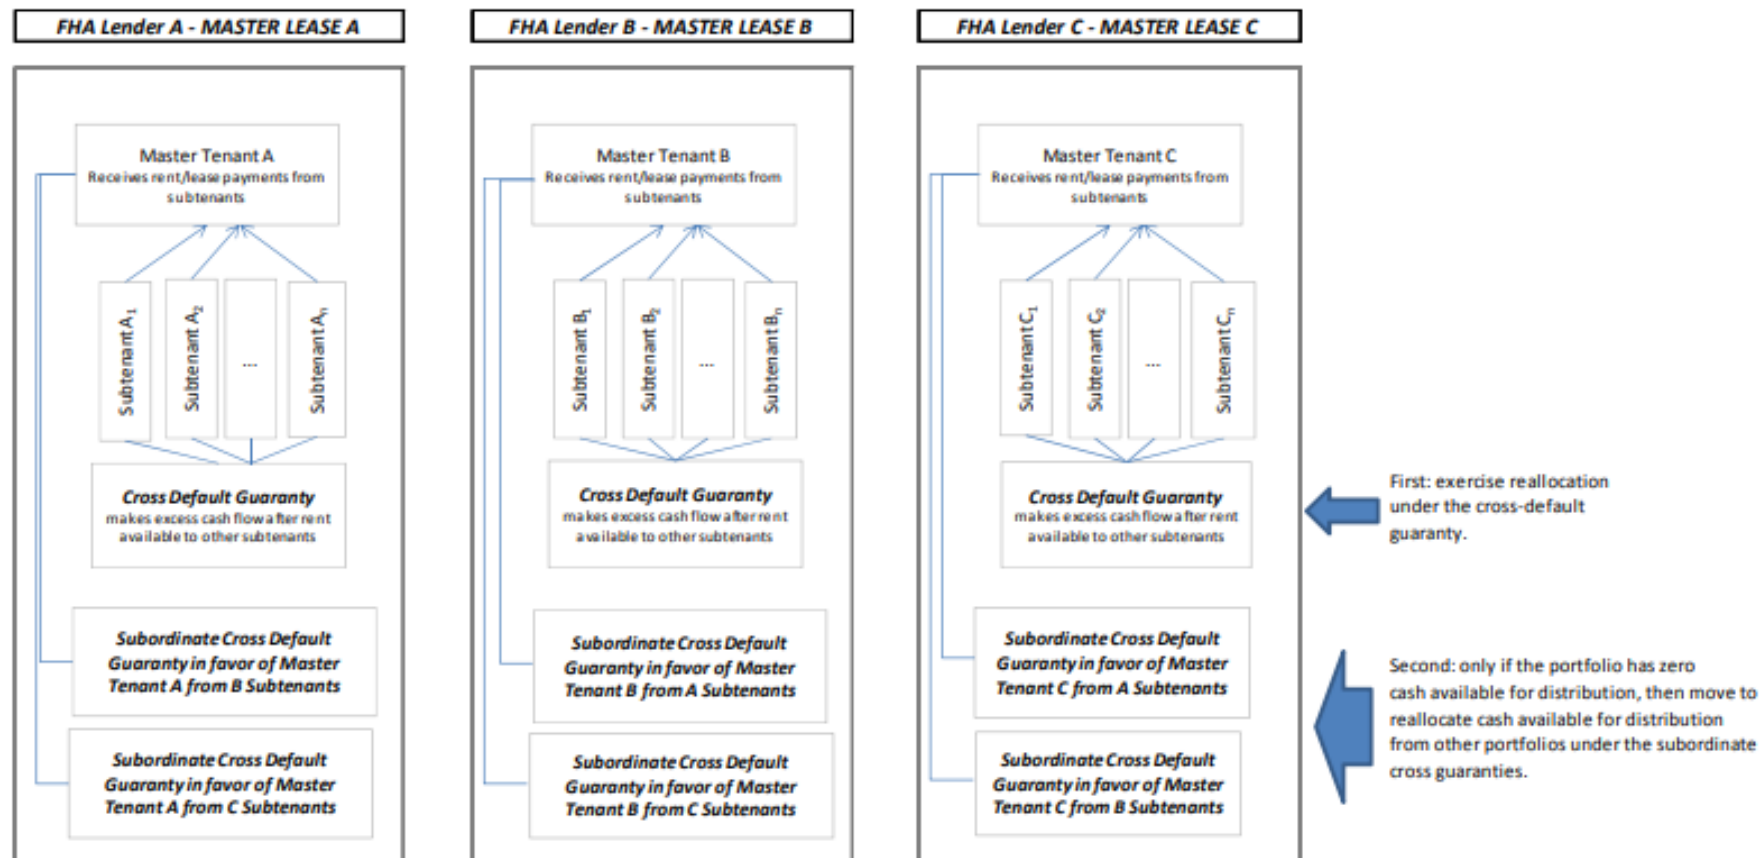 FHA Lender A - MASTER LEASE A
Master Tenant A
Receives rent/lease payments from
subtenants
Subtenant A1
Subtenant A2
...
Subtenant An
Cross Default Guaranty
makes excess cash flow after rent
available to other subtenants
Subordinate Cross Default
Guaranty in favor of Master
Tenant A from B Subtenants
Subordinate Cross Default
Guaranty in favor of Master
Tenant A from C Subtenants
FHA Lender B - MASTER LEASE B
Master Tenant B
Receives rent/lease payments from
subtenants
Subtenant B1
Subtenant B2
...
Subtenant Bn
Cross Default Guaranty
makes excess cash flow after rent
available to other subtenants
Subordinate Cross Default
Guaranty in favor of Master
Tenant B from A Subtenants
Subordinate Cross Default
Guaranty in favor of Master
Tenant B from C Subtenants
FHA Lender C - MASTER LEASE C
Master Tenant C
Receives rent/lease payments from
subtenants
Subtenant C1
Subtenant C2
...
Subtenant Cn
Cross Default Guaranty
makes excess cash flow after rent
available to other subtenants
Subordinate Cross Default
Guaranty in favor of Master
Tenant C from A Subtenants
Subordinate Cross Default
Guaranty in favor of Master
Tenant C from B Subtenants
First: exercise reallocation
under the cross-default
guaranty.
Second: only if the portfolio has zero
cash available for distribution, then move to
reallocate cash available for distribution
from other portfolios under the subordinate
cross guaranties.